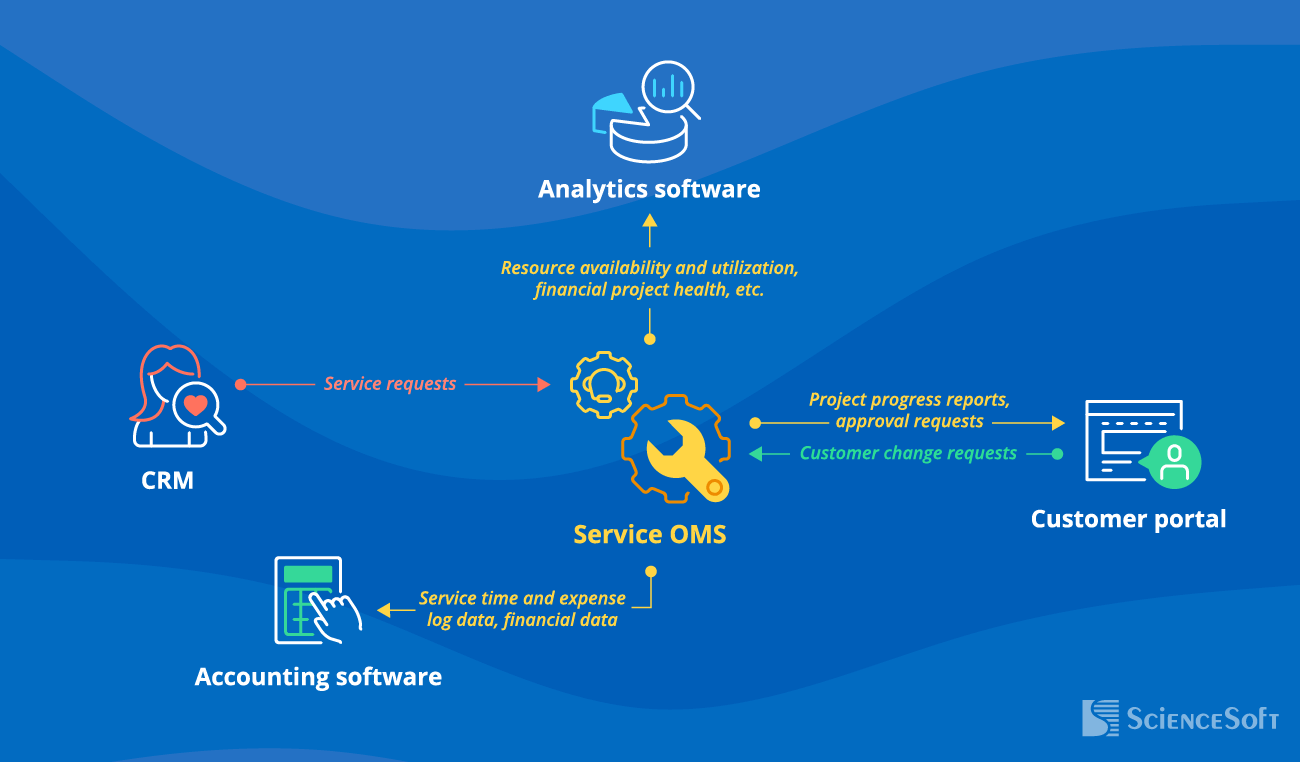 Analytics software
Resource availability and utilization,
financial project health, etc.
Service requests
CRM
Project progress reports,
approval requests
Customer change requests
Customer portal
Service OMS
Service time and expense
log data, financial data
Accounting software
ScienceSoft